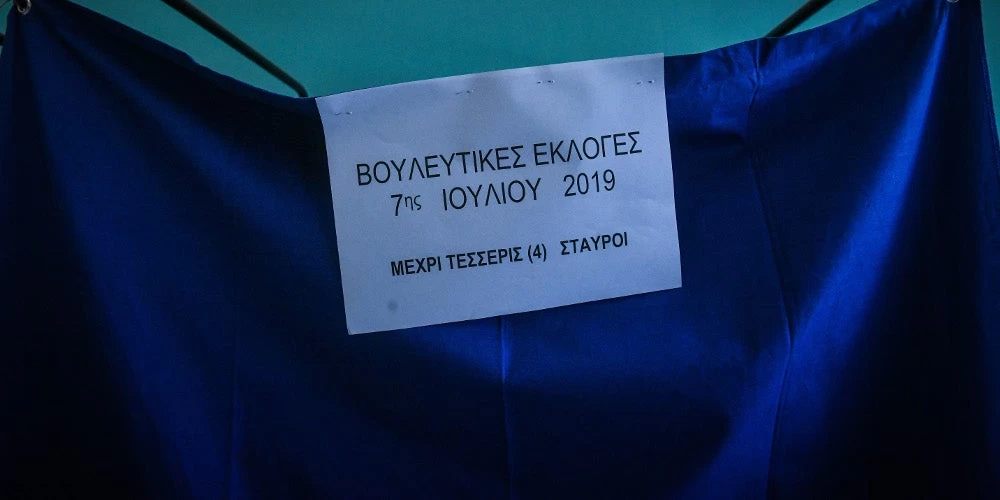 ΒΟΥΛΕΥΤΙΚΕΣ ΕΚΛΟΓΕΣ
7ης ΙΟΥΛΙΟΥ 2019
ΜΕΧΡΙ ΤΕΣΣΕΡΙΣ (4) ΣΤΑΥΡΟΙ